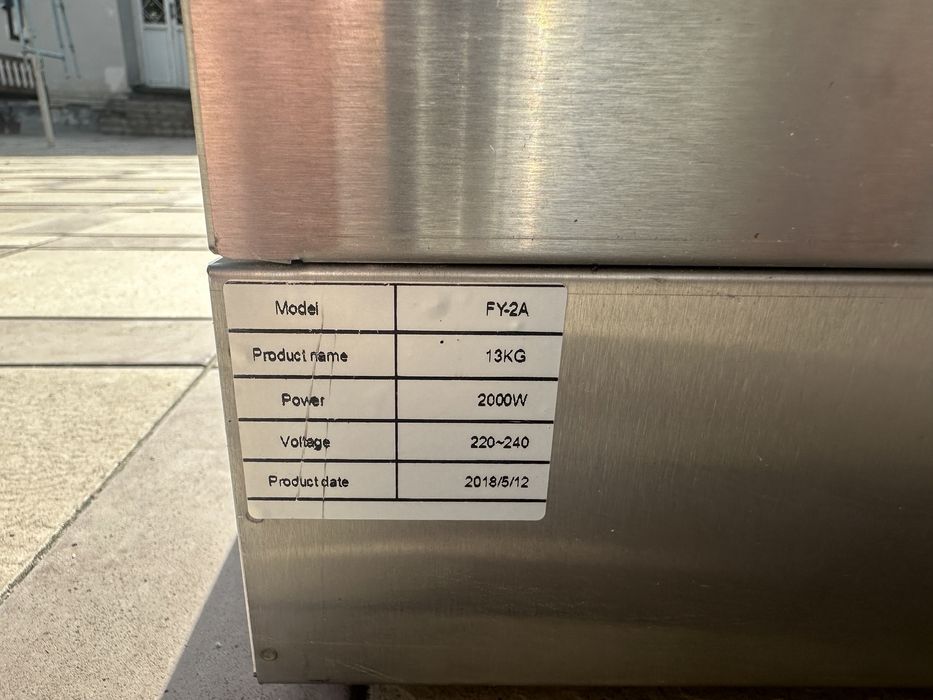 Model FY-2A
Product name 13KG
Power 2000W
Voltage 220~240
Product date 2018/5/12